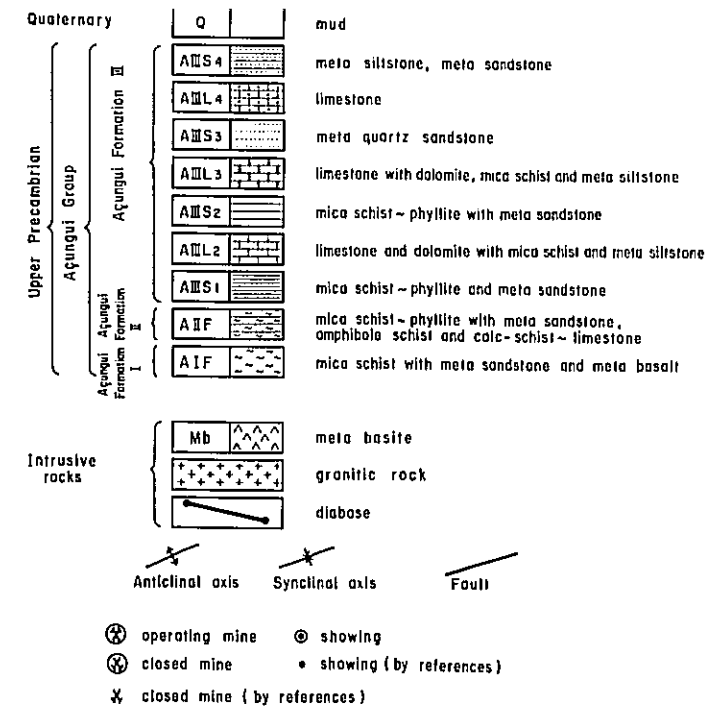 Quaternary
Q mud
Upper Precambrian
Açungui Group
Açungui Formation III
AIIIS4 meta siltstone, meta sandstone
AIIIL4 limestone
AIIIS3 meta quartz sandstone
AIIIL3 limestone with dolomite, mica schist and meta siltstone
AIIIS2 mica schist~phyllite with meta sandstone
AIIIL2 limestone and dolomite with mica schist and meta siltstone
AIIIS1 mica schist~phyllite and meta sandstone
Açungui
Formation
II
AIIF mica schist~phyllite with meta sandstone,
amphibole schist and calc-schist~limestone
Açungui
Formation
I
AIF mica schist with meta sandstone and meta basalt
Intrusive
rocks
Mb meta basite
granitic rock
diabase
Anticlinal axis Synclinal axis Fault
operating mine showing
closed mine showing (by references)
closed mine (by references)